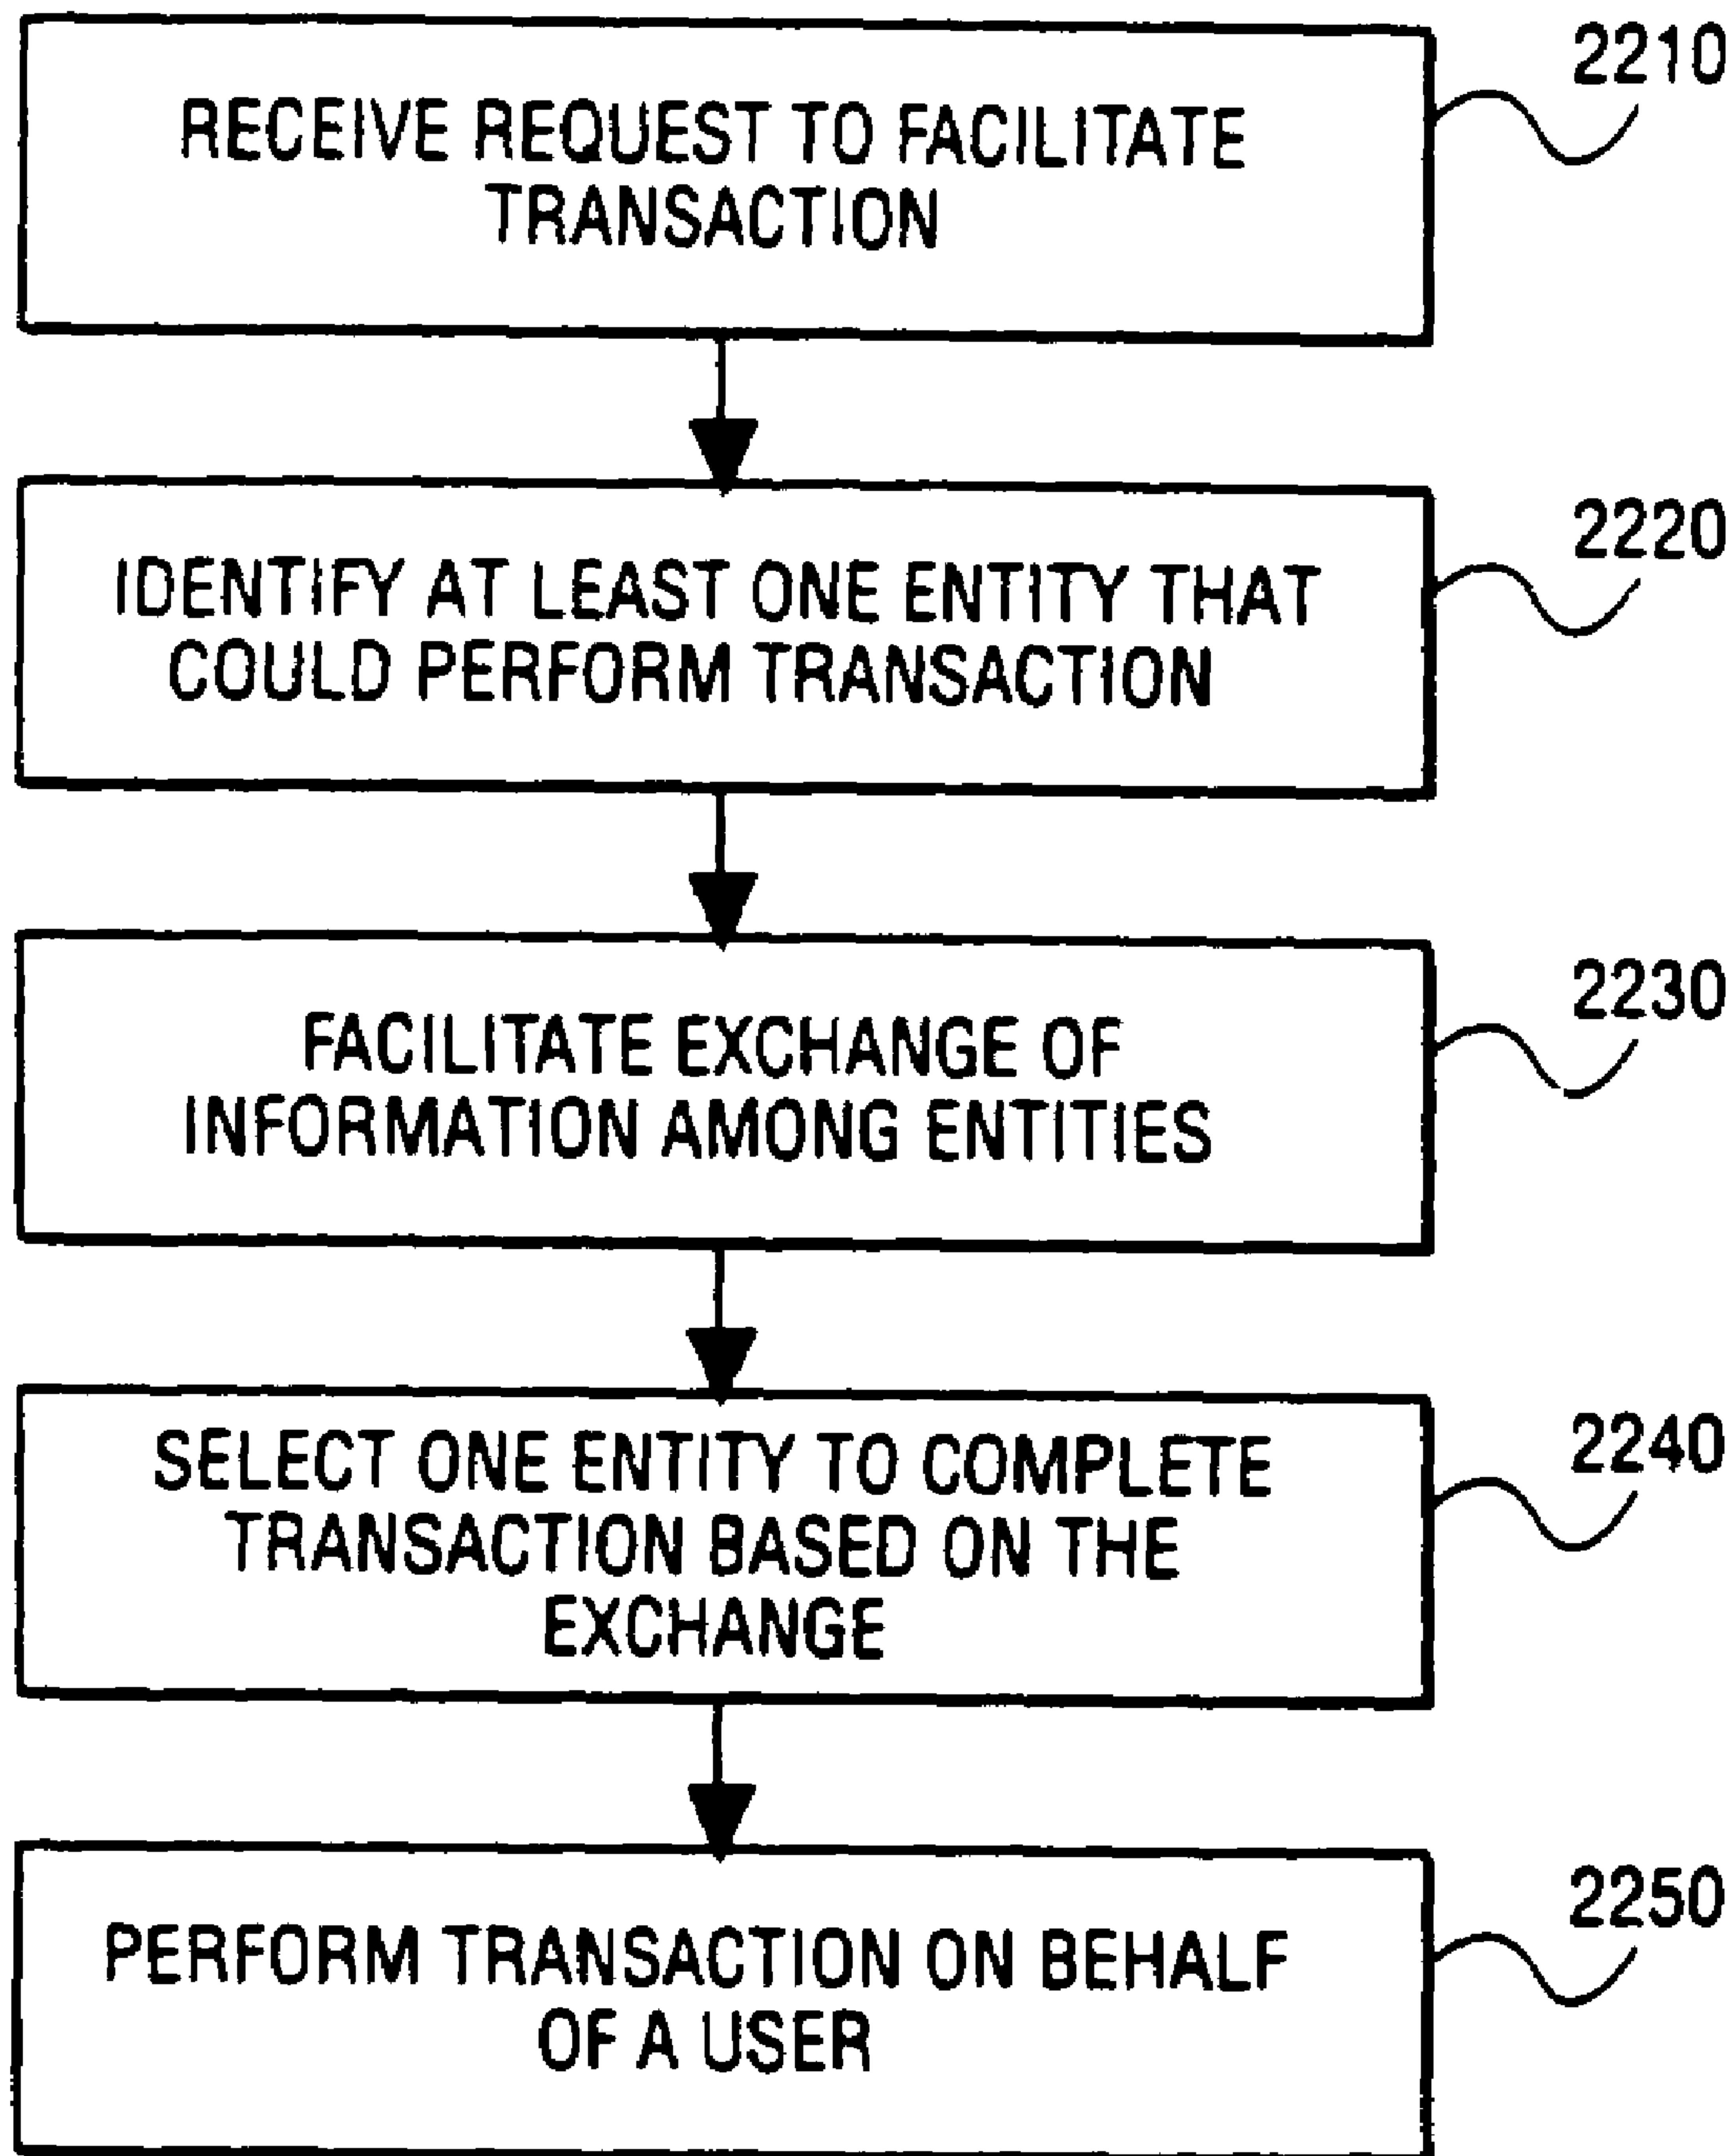 2210
RECEIVE REQUEST TO FACILITATE
TRANSACTION
2220
IDENTIFY AT LEAST ONE ENTITY THAT
COULD PERFORM TRANSACTION
2230
FACILITATE EXCHANGE OF
INFORMATION AMONG ENTITIES
2240
SELECT ONE ENTITY TO COMPLETE
TRANSACTION BASED ON THE
EXCHANGE
2250
PERFORM TRANSACTION ON BEHALF
OF A USER